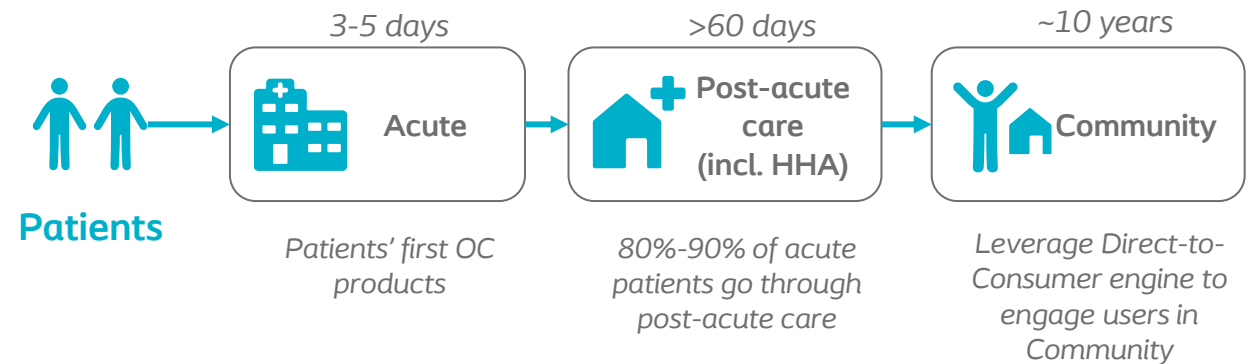 3-5 days
>60 days
~10 years
Patients
Acute
Post-acute
care
(incl. HHA)
Community
Patients' first OC
products
80%-90% of acute
patients go through
post-acute care
Leverage Direct-to-
Consumer engine to
engage users in
Community